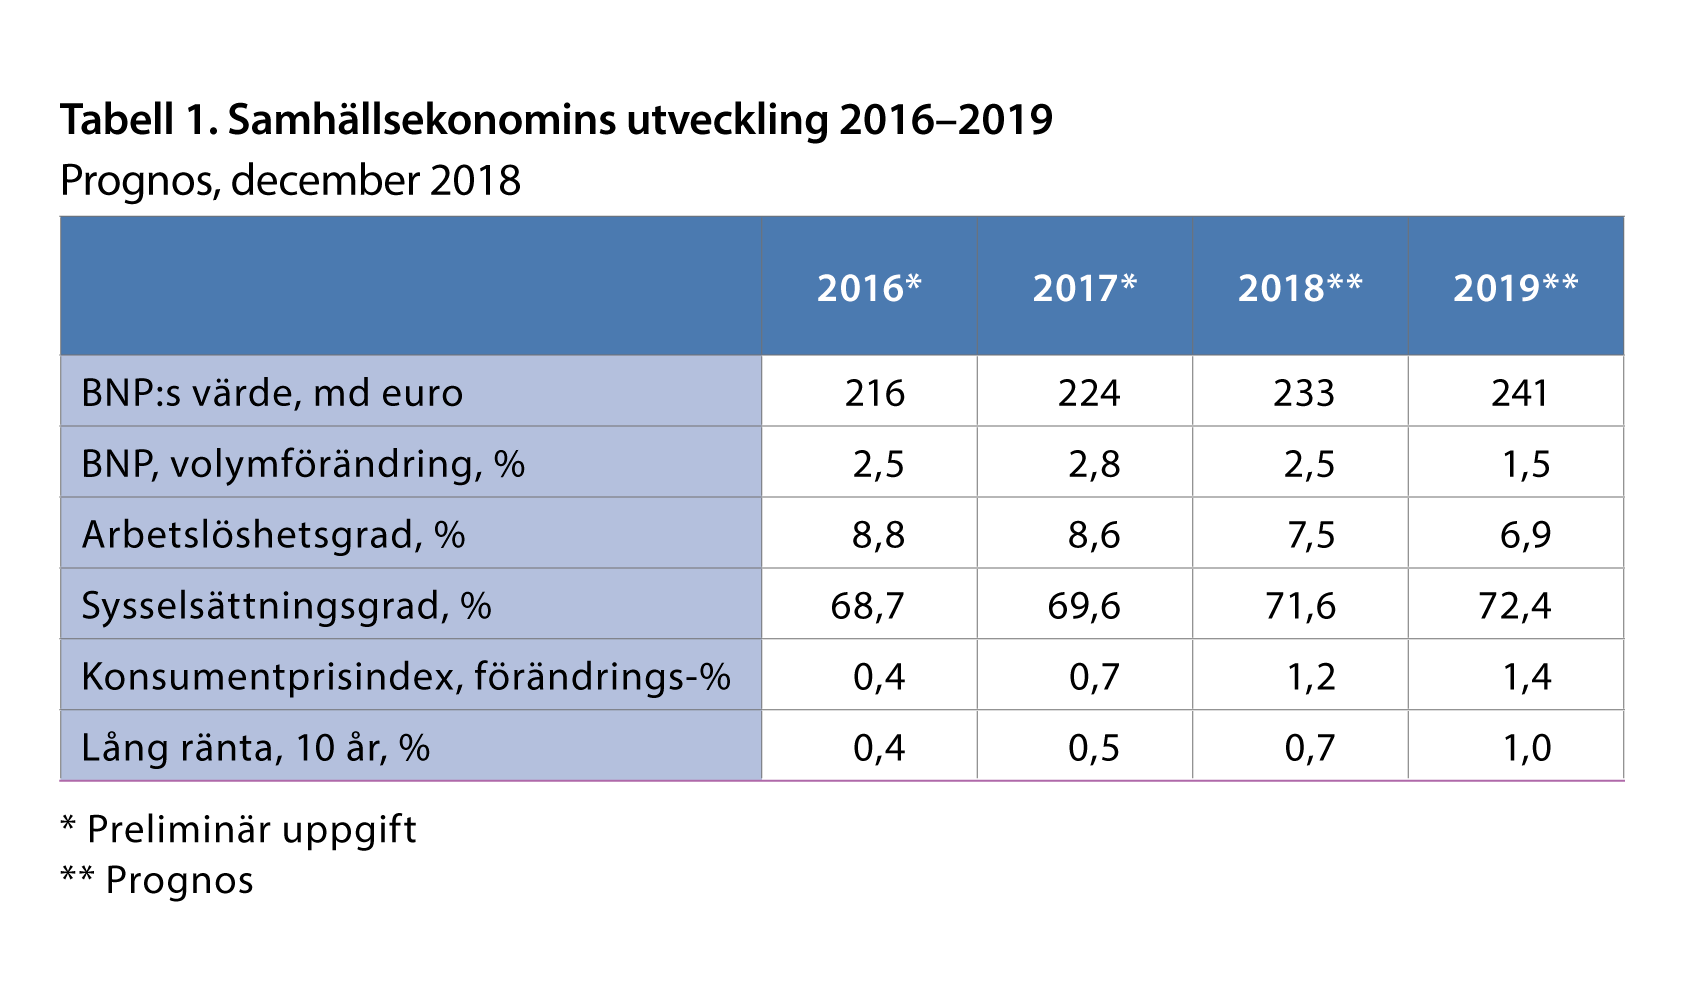 Tabell 1. Samhällsekonomins utveckling 2016–2019
Prognos, december 2018
2016* 2017* 2018** 2019**
BNP:s värde, md euro 216 224 233 241
BNP, volymförändring, % 2,5 2,8 2,5 1,5
Arbetslöshetsgrad, % 8,8 8,6 7,5 6,9
Sysselsättningsgrad, % 68,7 69,6 71,6 72,4
Konsumentprisindex, förändrings-% 0,4 0,7 1,2 1,4
Lång ränta, 10 år, % 0,4 0,5 0,7 1,0
* Preliminär uppgift
** Prognos